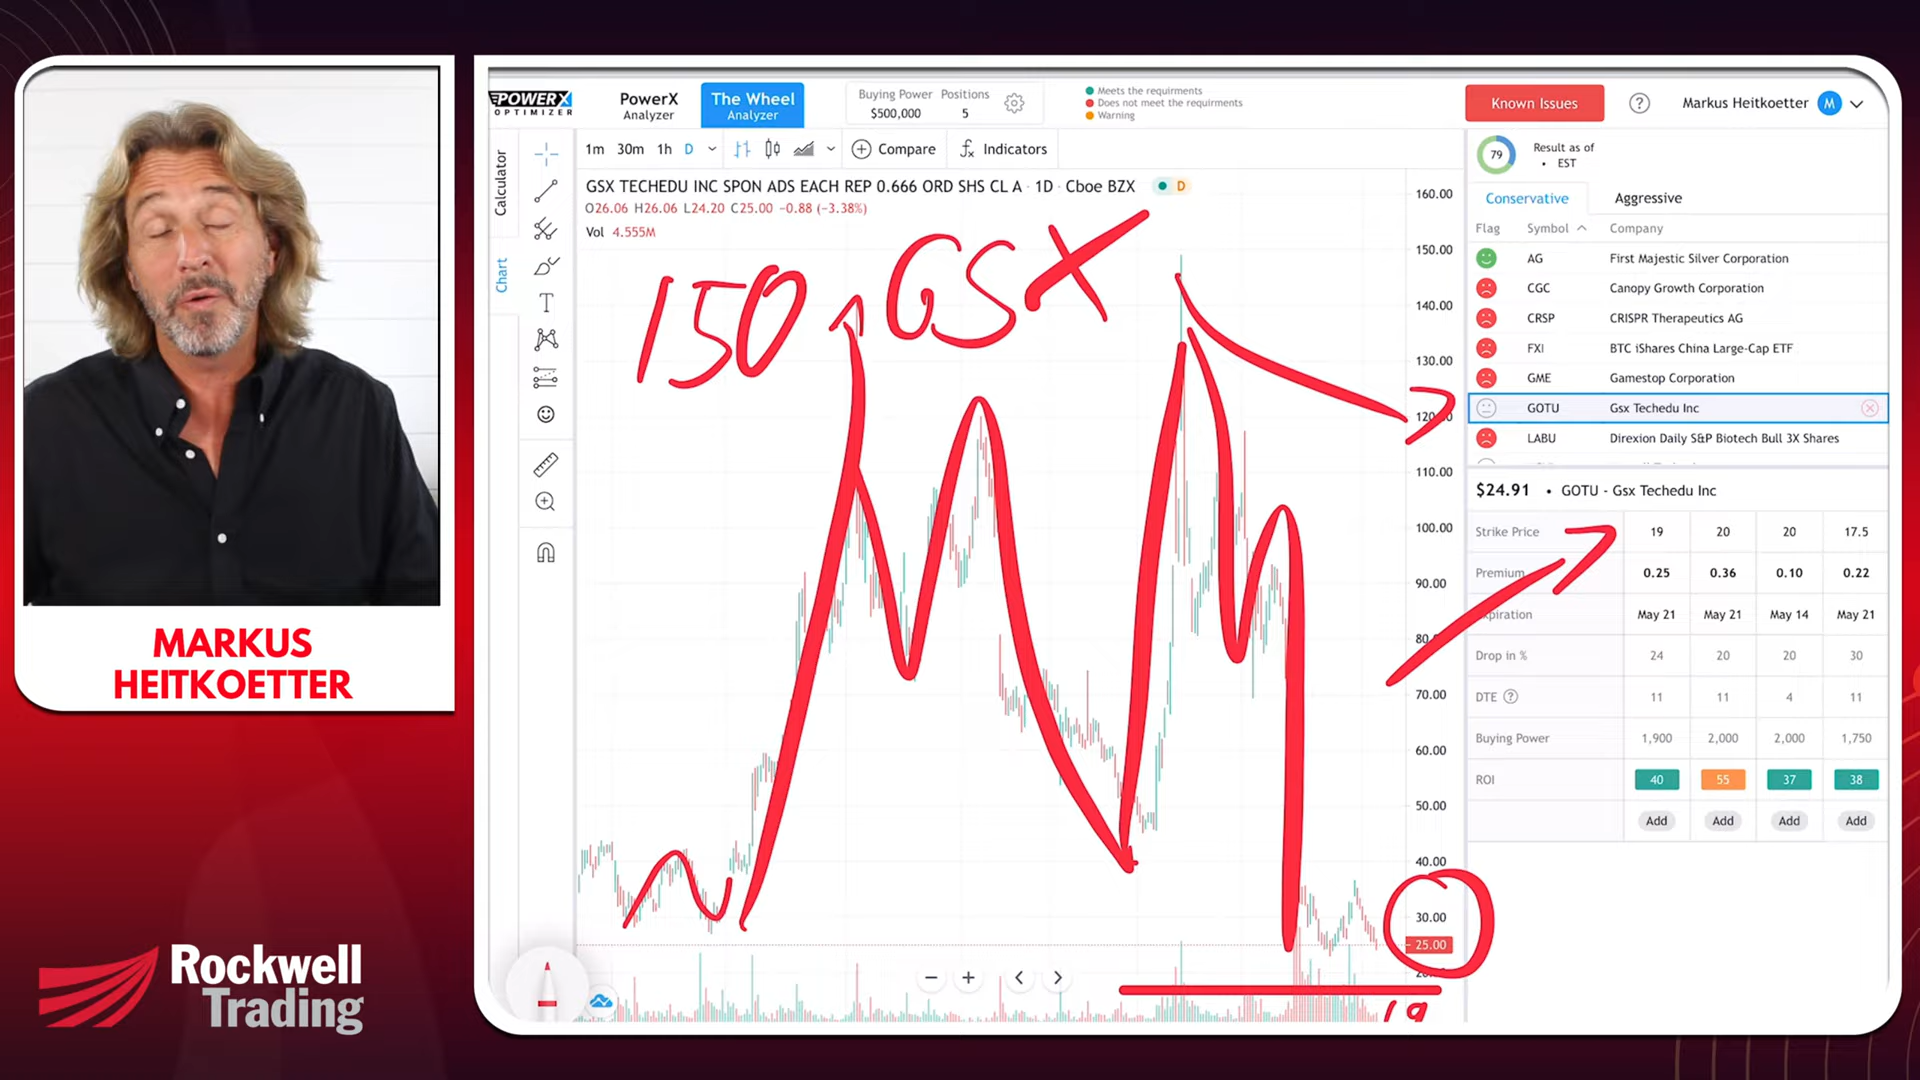 POWERX
OPTIMIZER
PowerX
Analyzer
The Wheel
Analyzer
Buying Power
$500,000
Positions
5
Meets the requirments
Does not meet the requirments
Warning
Known Issues
?
Markus Heitkoetter
M
Calculator
Chart
1m 30m 1h D
Compare
Indicators
GSX TECHEDU INC SPON ADS EACH REP 0.666 ORD SHS CL A · 1D · Cboe BZX
D
O26.06 H26.06 L24.20 C25.00 -0.88 (-3.38%)
Vol 4.555M
150 GSX
160.00
150.00
140.00
130.00
120
110.00
100.00
90.00
80
70.00
60.00
50.00
40.00
30.00
25.00
19
79
Result as of
• EST
Conservative
Aggressive
Flag Symbol Company
AG First Majestic Silver Corporation
CGC Canopy Growth Corporation
CRSP CRISPR Therapeutics AG
FXI BTC iShares China Large-Cap ETF
GME Gamestop Corporation
GOTU Gsx Techedu Inc
LABU Direxion Daily S&P Biotech Bull 3X Shares
$24.91 • GOTU - Gsx Techedu Inc
Strike Price 19 20 20 17.5
Premium 0.25 0.36 0.10 0.22
xpiration May 21 May 21 May 14 May 21
Drop in % 24 20 20 30
DTE ? 11 11 4 11
Buying Power 1,900 2,000 2,000 1,750
ROI 40 55 37 38
Add Add Add Add
MARKUS
HEITKOETTER
Rockwell
Trading